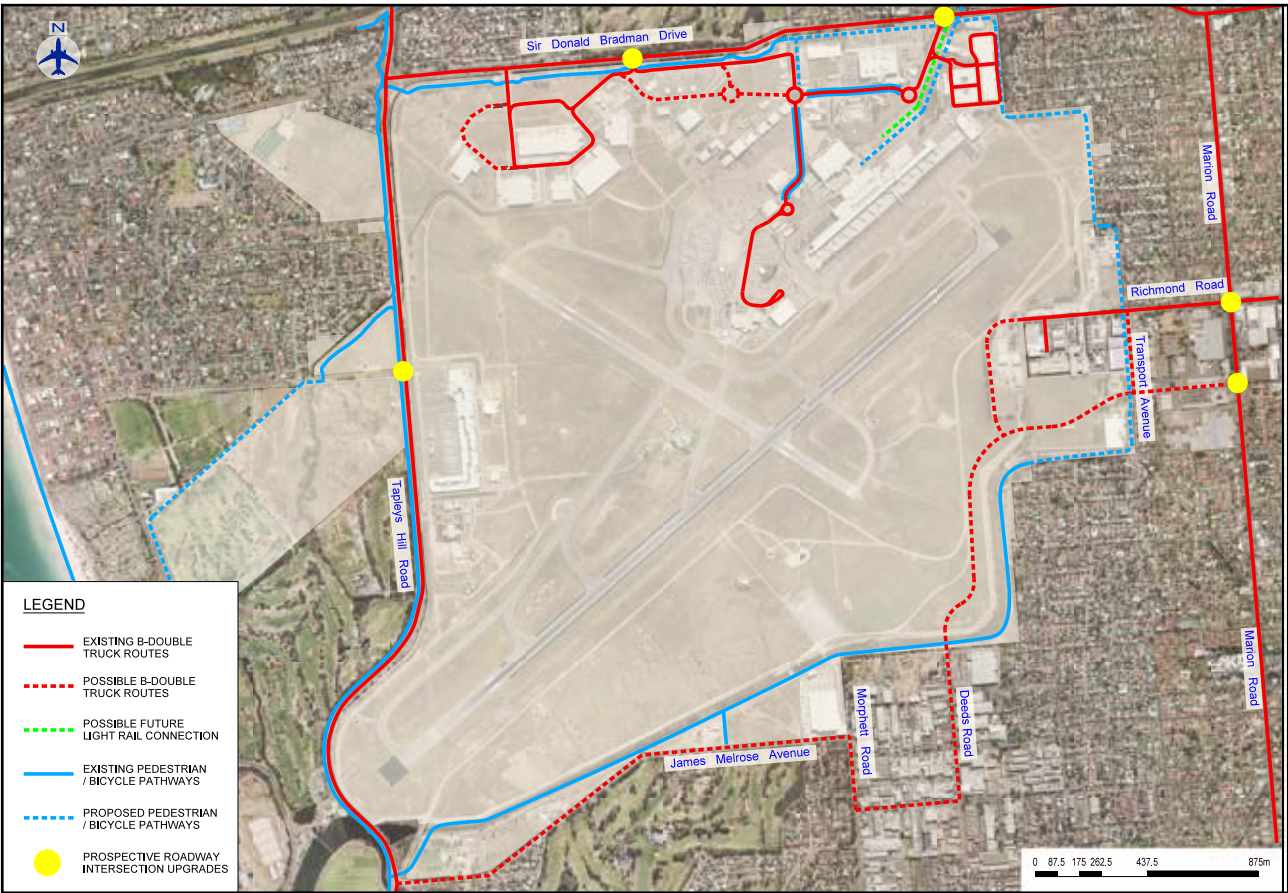 N
Sir Donald Bradman Drive
Marion Road
Richmond Road
Transport Avenue
Tapleys Hill Road
Marion Road
Morphett Road
Deeds Road
James Melrose Avenue
LEGEND
EXISTING B-DOUBLE
TRUCK ROUTES
POSSIBLE B-DOUBLE
TRUCK ROUTES
POSSIBLE FUTURE
LIGHT RAIL CONNECTION
EXISTING PEDESTRIAN
/ BICYCLE PATHWAYS
PROPOSED PEDESTRIAN
/ BICYCLE PATHWAYS
PROSPECTIVE ROADWAY
INTERSECTION UPGRADES
0 87.5 175 262.5 437.5 875m